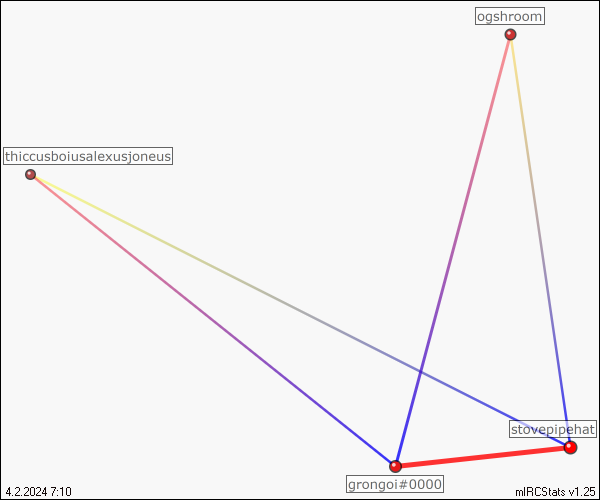 ogshroom
thiccusboiusalexusjoneus
stovepipehat
grongoi#0000
4.2.2024 7:10
mIRCStats v1.25